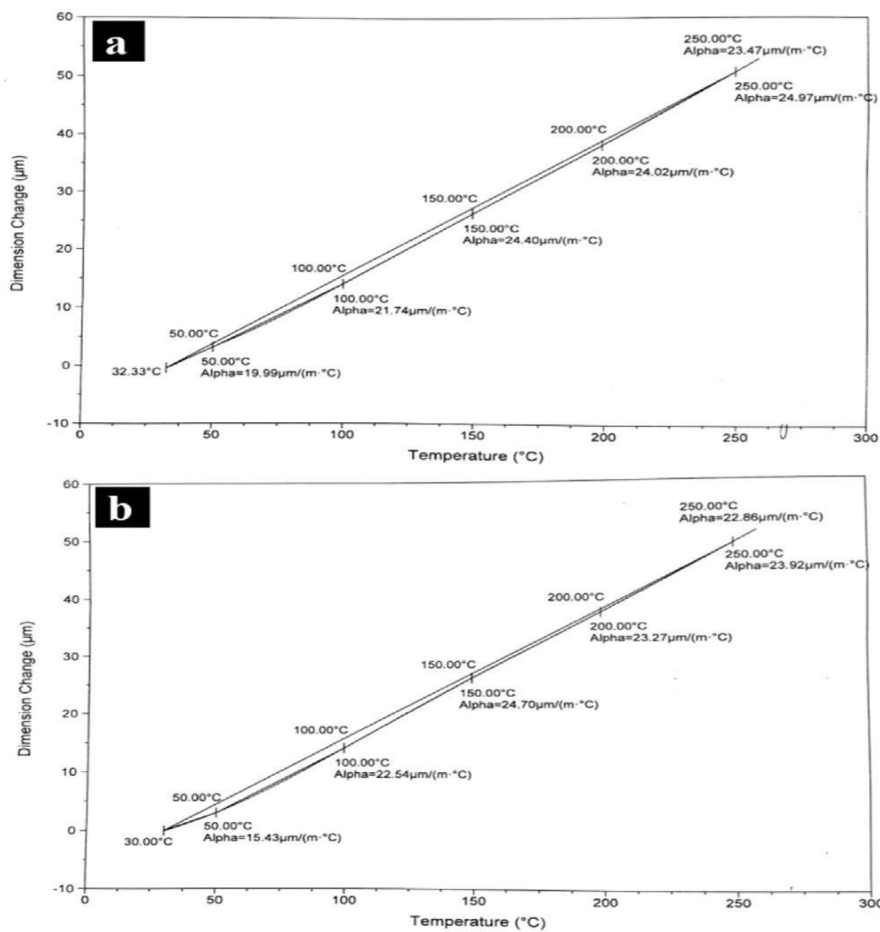 a
60
50
40
30
20
10
0
-10
Dimension Change (µm)
250.00°C
Alpha=23.47µm/(m·°C)
250.00°C
Alpha=24.97µm/(m·°C)
200.00°C
200.00°C
Alpha=24.02µm/(m·°C)
150.00°C
150.00°C
Alpha=24.40µm/(m·°C)
100.00°C
100.00°C
Alpha=21.74µm/(m·°C)
50.00°C
32.33°C
50.00°C
Alpha=19.99µm/(m·°C)
0 50 100 150 200 250 300
Temperature (°C)
b
60
50
40
30
20
10
0
-10
Dimension Change (µm)
250.00°C
Alpha=22.86µm/(m·°C)
250.00°C
Alpha=23.92µm/(m·°C)
200.00°C
200.00°C
Alpha=23.27µm/(m·°C)
150.00°C
150.00°C
Alpha=24.70µm/(m·°C)
100.00°C
100.00°C
Alpha=22.54µm/(m·°C)
50.00°C
30.00°C
50.00°C
Alpha=15.43µm/(m·°C)
0 50 100 150 200 250 300
Temperature (°C)